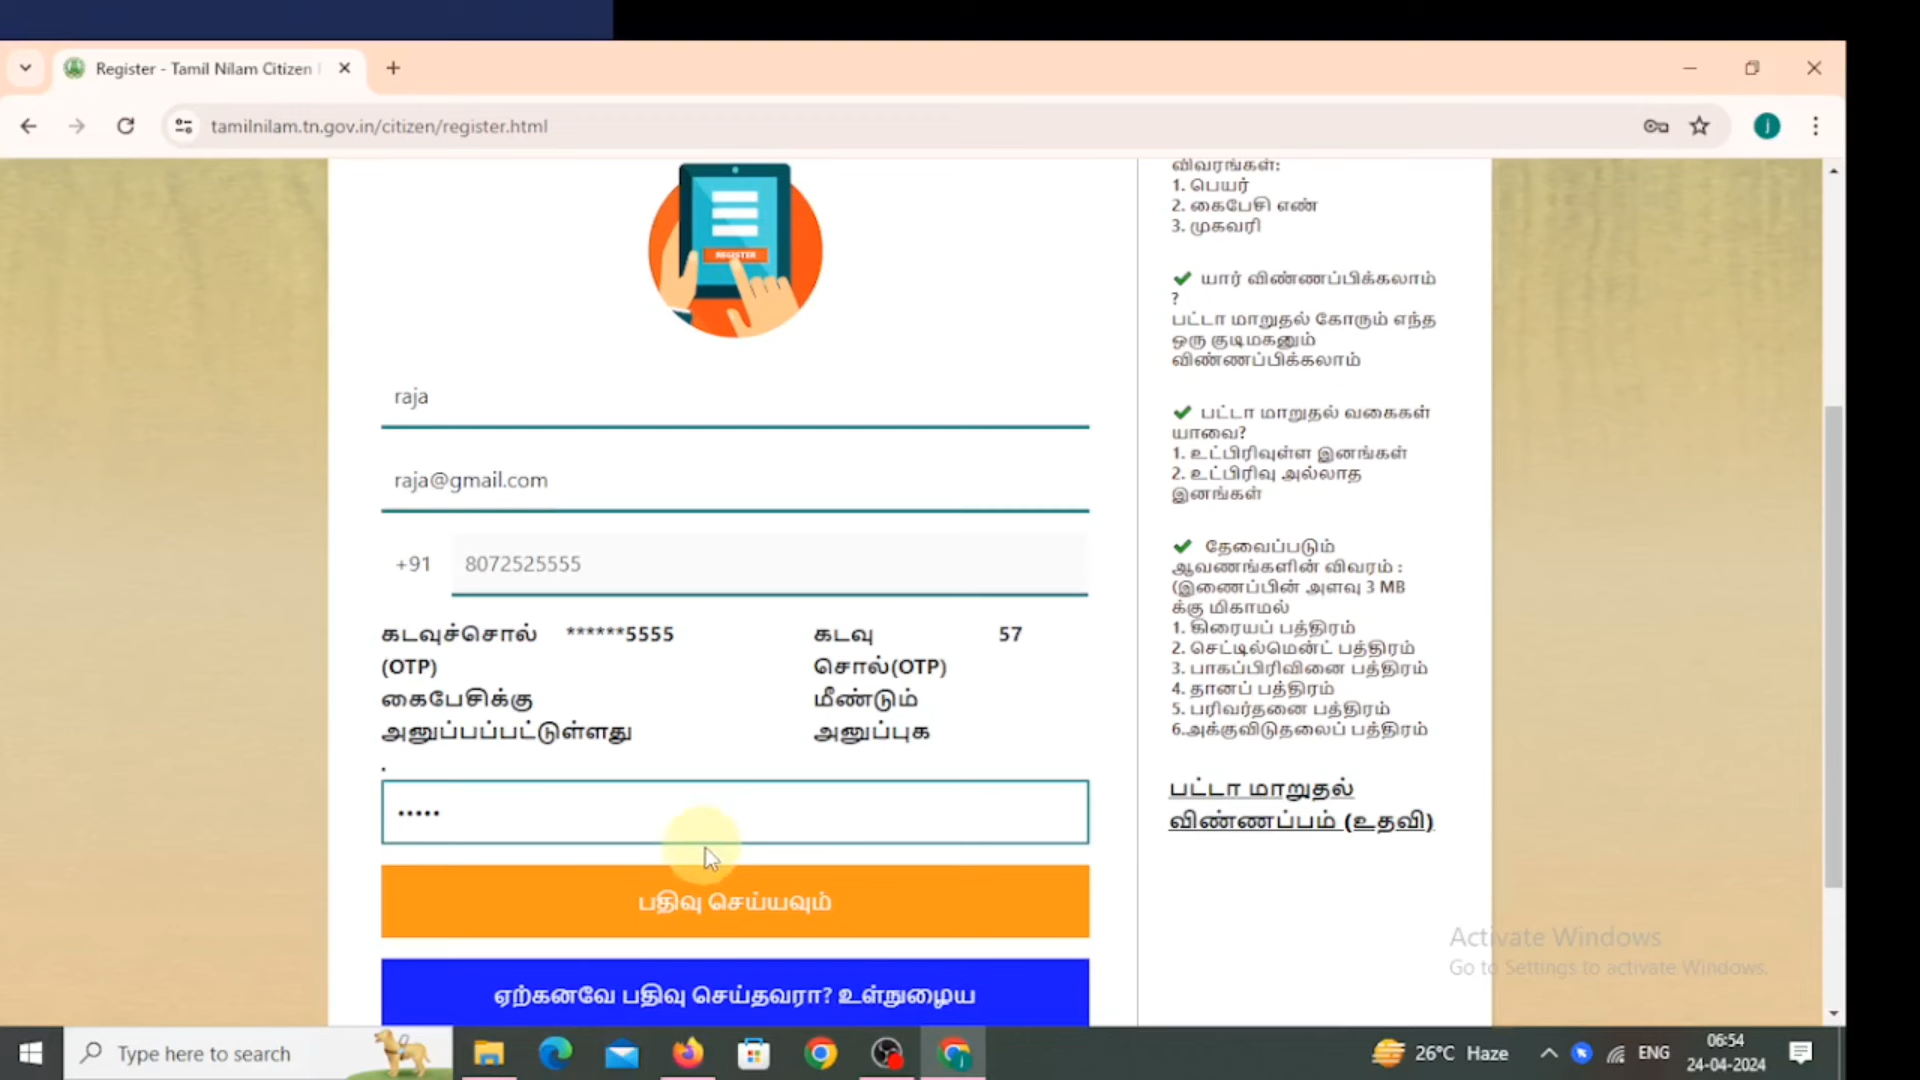 Register - Tamil Nilam Citizen
tamilnilam.tn.gov.in/citizen/register.html
j
REGISTER
raja
raja@gmail.com
+91 8072525555
கடவுச்சொல் ******5555
(OTP)
கைபேசிக்கு
அனுப்பப்பட்டுள்ளது
.
கடவு 57
சொல்(OTP)
மீண்டும்
அனுப்புக
•••••
பதிவு செய்யவும்
ஏற்கனவே பதிவு செய்தவரா? உள்நுழைய
விவரங்கள்:
1. பெயர்
2. கைபேசி எண்
3. முகவரி
✔ யார் விண்ணப்பிக்கலாம்
?
பட்டா மாறுதல் கோரும் எந்த
ஒரு குடிமகனும்
விண்ணப்பிக்கலாம்
✔ பட்டா மாறுதல் வகைகள்
யாவை?
1. உட்பிரிவுள்ள இனங்கள்
2. உட்பிரிவு அல்லாத
இனங்கள்
✔ தேவைப்படும்
ஆவணங்களின் விவரம் :
(இணைப்பின் அளவு 3 MB
க்கு மிகாமல்
1. கிரையப் பத்திரம்
2. செட்டில்மென்ட் பத்திரம்
3. பாகப்பிரிவினை பத்திரம்
4. தானப் பத்திரம்
5. பரிவர்தனை பத்திரம்
6.அக்குவிடுதலைப் பத்திரம்
பட்டா மாறுதல்
விண்ணப்பம் (உதவி)
Activate Windows
Go to Settings to activate Windows.
Type here to search
26°C Haze
ENG
06:54
24-04-2024